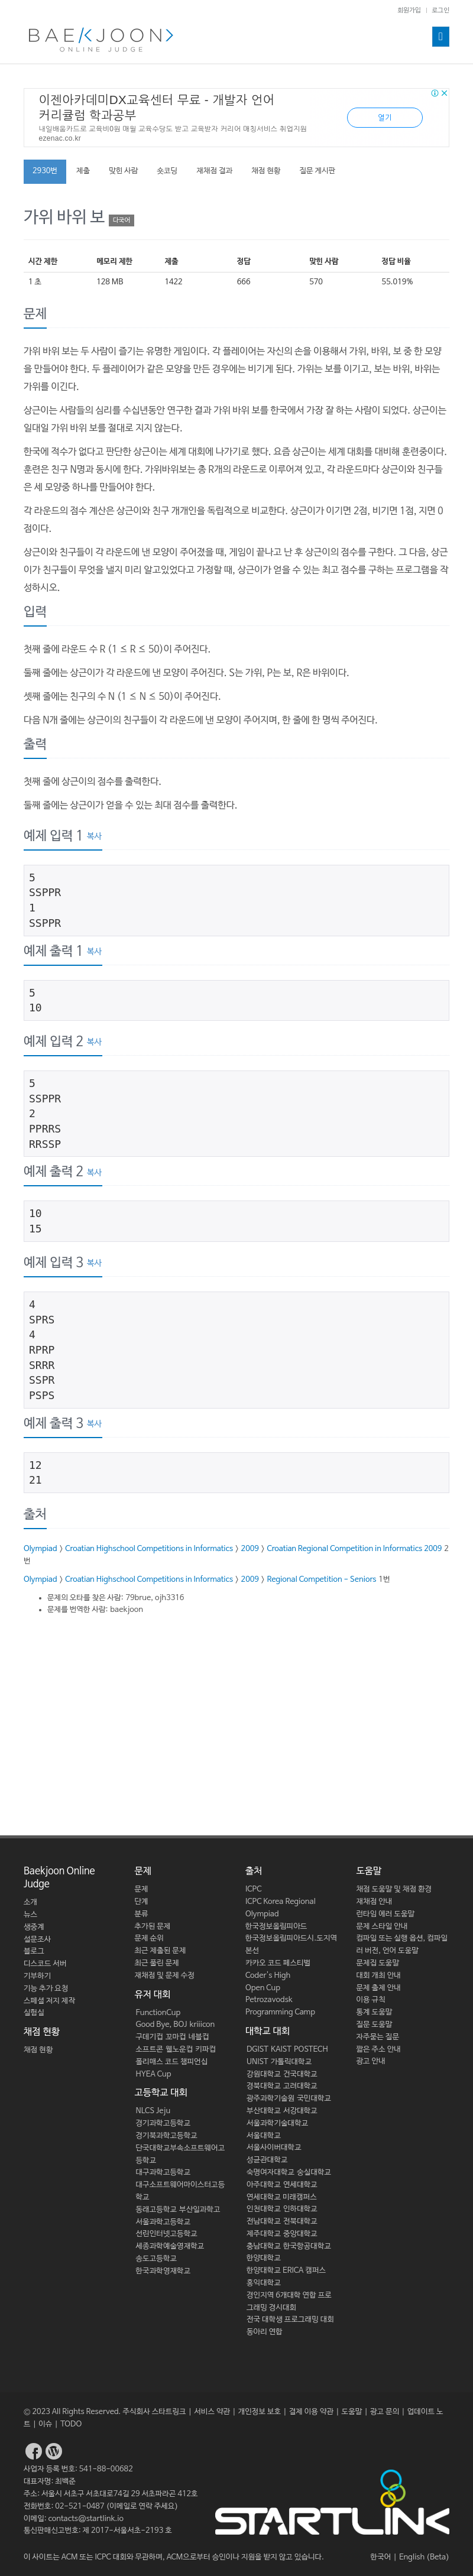 회원가입 | 로그인
BAEKJOON>
ONLINE JUDGE
이젠아카데미DX교육센터 무료 - 개발자 언어
커리큘럼 학과공부
내일배움카드로 교육비0원 매월 교육수당도 받고 교육받자 커리어 매칭서비스 취업지원
ezenac.co.kr
열기
2930번 제출 맞힌 사람 숏코딩 재채점 결과 채점 현황 질문 게시판
가위 바위 보 다국어
시간 제한 메모리 제한 제출 정답 맞힌 사람 정답 비율
1 초 128 MB 1422 666 570 55.019%
문제
가위 바위 보는 두 사람이 즐기는 유명한 게임이다. 각 플레이어는 자신의 손을 이용해서 가위, 바위, 보 중 한 모양
을 만들어야 한다. 두 플레이어가 같은 모양을 만든 경우에는 비기게 된다. 가위는 보를 이기고, 보는 바위, 바위는
가위를 이긴다.
상근이는 사람들의 심리를 수십년동안 연구한 결과 가위 바위 보를 한국에서 가장 잘 하는 사람이 되었다. 상근이는
일대일 가위 바위 보를 절대로 지지 않는다.
한국에 적수가 없다고 판단한 상근이는 세계 대회에 나가기로 했다. 요즘 상근이는 세계 대회를 대비해 훈련중이다.
훈련은 친구 N명과 동시에 한다. 가위바위보는 총 R개의 라운드로 이루어져 있고, 각 라운드마다 상근이와 친구들
은 세 모양중 하나를 만들어야 한다.
각 라운드의 점수 계산은 상근이와 친구 개개인을 독립적으로 비교한다. 상근이가 이기면 2점, 비기면 1점, 지면 0
점이다.
상근이와 친구들이 각 라운드에 낸 모양이 주어졌을 때, 게임이 끝나고 난 후 상근이의 점수를 구한다. 그 다음, 상근
이가 친구들이 무엇을 낼지 미리 알고있었다고 가정할 때, 상근이가 얻을 수 있는 최고 점수를 구하는 프로그램을 작
성하시오.
입력
첫째 줄에 라운드 수 R (1 ≤ R ≤ 50)이 주어진다.
둘째 줄에는 상근이가 각 라운드에 낸 모양이 주어진다. S는 가위, P는 보, R은 바위이다.
셋째 줄에는 친구의 수 N (1 ≤ N ≤ 50)이 주어진다.
다음 N개 줄에는 상근이의 친구들이 각 라운드에 낸 모양이 주어지며, 한 줄에 한 명씩 주어진다.
출력
첫째 줄에 상근이의 점수를 출력한다.
둘째 줄에는 상근이가 얻을 수 있는 최대 점수를 출력한다.
예제 입력 1 복사
5
SSPPR
1
SSPPR
예제 출력 1 복사
5
10
예제 입력 2 복사
5
SSPPR
2
PPRRS
RRSSP
예제 출력 2 복사
10
15
예제 입력 3 복사
4
SPRS
4
RPRP
SRRR
SSPR
PSPS
예제 출력 3 복사
12
21
출처
Olympiad > Croatian Highschool Competitions in Informatics > 2009 > Croatian Regional Competition in Informatics 2009 2
번
Olympiad > Croatian Highschool Competitions in Informatics > 2009 > Regional Competition - Seniors 1번
• 문제의 오타를 찾은 사람: 79brue, ojh3316
• 문제를 번역한 사람: baekjoon
Baekjoon Online
Judge
소개
뉴스
생중계
설문조사
블로그
디스코드 서버
기부하기
기능 추가 요청
스페셜 저지 제작
실험실
채점 현황
채점 현황
문제
문제
단계
분류
추가된 문제
문제 순위
최근 제출된 문제
최근 풀린 문제
재채점 및 문제 수정
유저 대회
FunctionCup
Good Bye, BOJ kriiicon
구데기컵 꼬마컵 네블컵
소프트콘 웰노운컵 키파컵
폴리매스 코드 챔피언십
HYEA Cup
고등학교 대회
NLCS Jeju
경기과학고등학교
경기북과학고등학교
단국대학교부속소프트웨어고
등학교
대구과학고등학교
대구소프트웨어마이스터고등
학교
동래고등학교 부산일과학고
서울과학고등학교
선린인터넷고등학교
세종과학예술영재학교
송도고등학교
한국과학영재학교
출처
ICPC
ICPC Korea Regional
Olympiad
한국정보올림피아드
한국정보올림피아드시.도지역
본선
카카오 코드 페스티벌
Coder's High
Open Cup
Petrozavodsk
Programming Camp
대학교 대회
DGIST KAIST POSTECH
UNIST 가톨릭대학교
강원대학교 건국대학교
경북대학교 고려대학교
광주과학기술원 국민대학교
부산대학교 서강대학교
서울과학기술대학교
서울대학교
서울사이버대학교
성균관대학교
숙명여자대학교 숭실대학교
아주대학교 연세대학교
연세대학교 미래캠퍼스
인천대학교 인하대학교
전남대학교 전북대학교
제주대학교 중앙대학교
충남대학교 한국항공대학교
한양대학교
한양대학교 ERICA 캠퍼스
홍익대학교
경인지역 6개대학 연합 프로
그래밍 경시대회
전국 대학생 프로그래밍 대회
동아리 연합
도움말
채점 도움말 및 채점 환경
재채점 안내
런타임 에러 도움말
문제 스타일 안내
컴파일 또는 실행 옵션, 컴파일
러 버전, 언어 도움말
문제집 도움말
대회 개최 안내
문제 출제 안내
이용 규칙
통계 도움말
질문 도움말
자주묻는 질문
짧은 주소 안내
광고 안내
© 2023 All Rights Reserved. 주식회사 스타트링크 | 서비스 약관 | 개인정보 보호 | 결제 이용 약관 | 도움말 | 광고 문의 | 업데이트 노
트 | 이슈 | TODO
사업자 등록 번호: 541-88-00682
대표자명: 최백준
주소: 서울시 서초구 서초대로74길 29 서초파라곤 412호
전화번호: 02-521-0487 (이메일로 연락 주세요)
이메일: contacts@startlink.io
통신판매신고번호: 제 2017-서울서초-2193 호
STARTLINK
이 사이트는 ACM 또는 ICPC 대회와 무관하며, ACM으로부터 승인이나 지원을 받지 않고 있습니다.
한국어 | English (Beta)